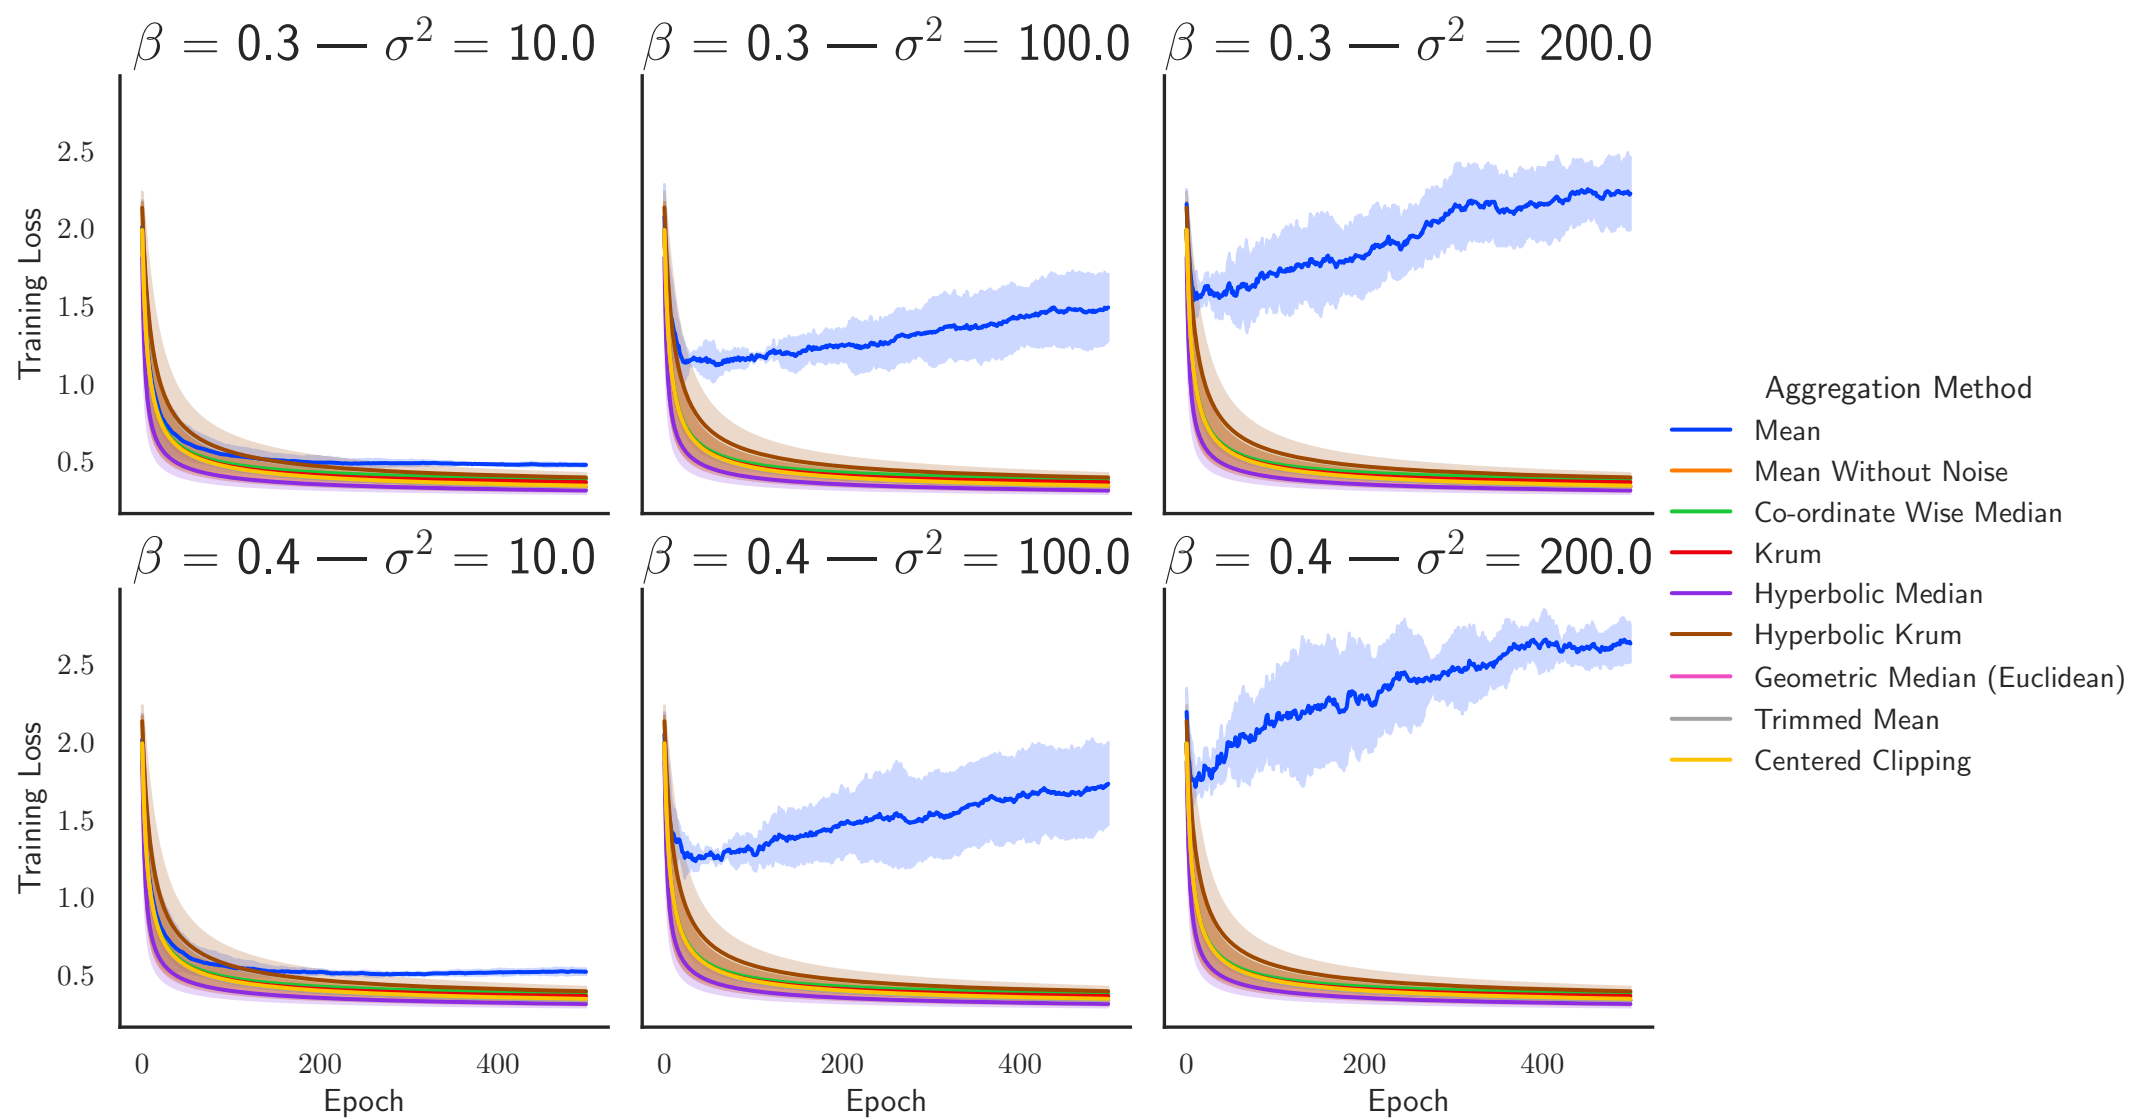 β = 0.3 — σ² = 10.0
β = 0.3 — σ² = 100.0
β = 0.3 — σ² = 200.0
2.5
2.0
1.5
1.0
0.5
Training Loss
β = 0.4 — σ² = 10.0
β = 0.4 — σ² = 100.0
β = 0.4 — σ² = 200.0
2.5
2.0
1.5
1.0
0.5
Training Loss
0 200 400
Epoch
0 200 400
Epoch
0 200 400
Epoch
Aggregation Method
Mean
Mean Without Noise
Co-ordinate Wise Median
Krum
Hyperbolic Median
Hyperbolic Krum
Geometric Median (Euclidean)
Trimmed Mean
Centered Clipping